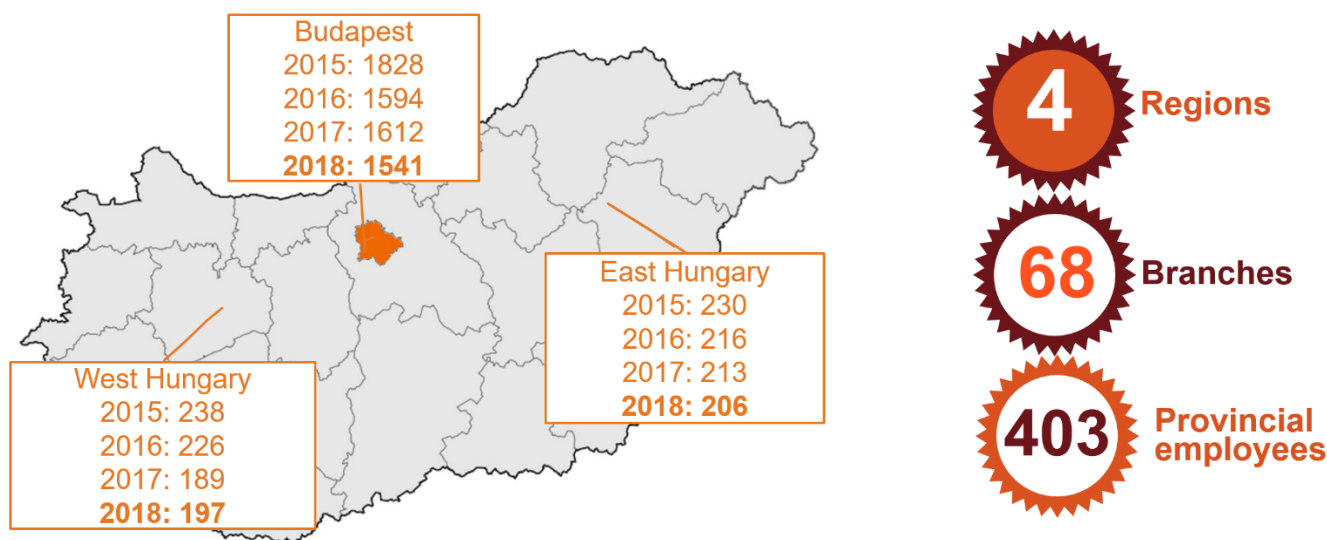 Budapest
2015: 1828
2016: 1594
2017: 1612
2018: 1541
East Hungary
2015: 230
2016: 216
2017: 213
2018: 206
West Hungary
2015: 238
2016: 226
2017: 189
2018: 197
4
Regions
68
Branches
403
Provincial
employees